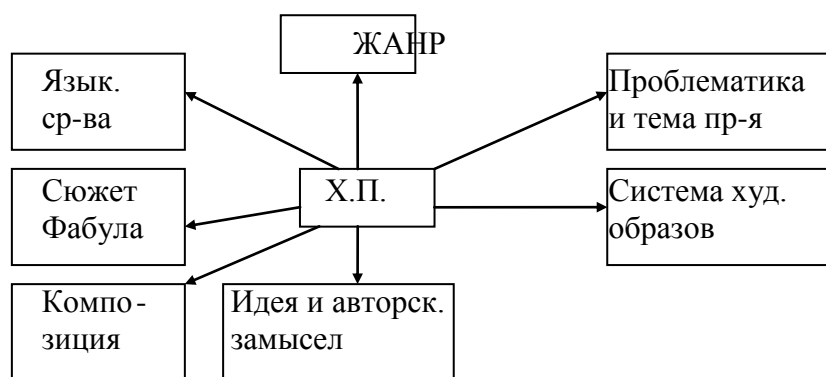 ЖАНР
Язык.
ср-ва
Проблематика
и тема пр-я
Х.П.
Сюжет
Фабула
Система худ.
образов
Компо-
зиция
Идея и авторск.
замысел